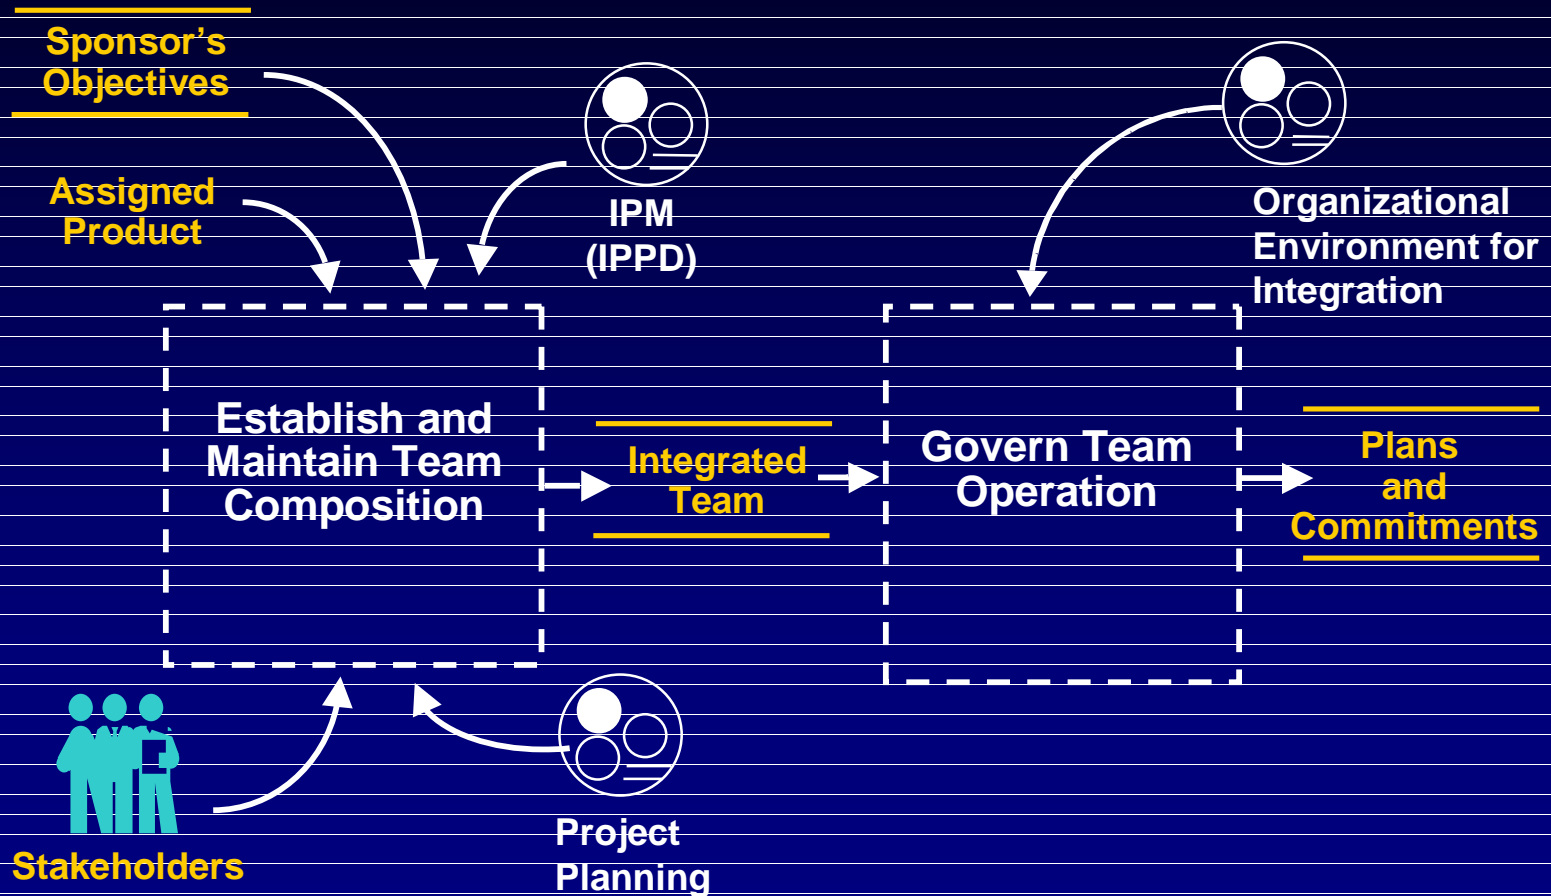 Sponsor’s
Objectives
Assigned
Product
IPM
(IPPD)
Organizational
Environment for
Integration
Establish and
Maintain Team
Composition
Integrated
Team
Govern Team
Operation
Plans
and
Commitments
Stakeholders
Project
Planning